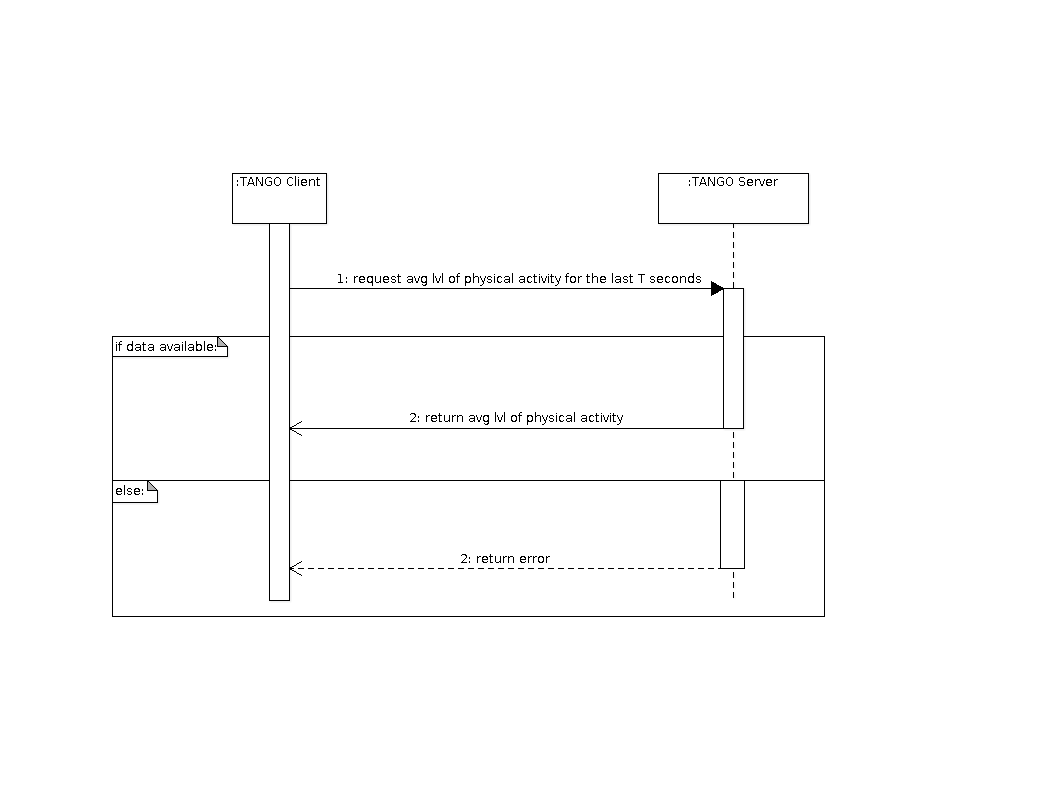 :TANGO Client
:TANGO Server
1: request avg lvl of physical activity for the last T seconds
if data available:
2: return avg lvl of physical activity
else:
2: return error